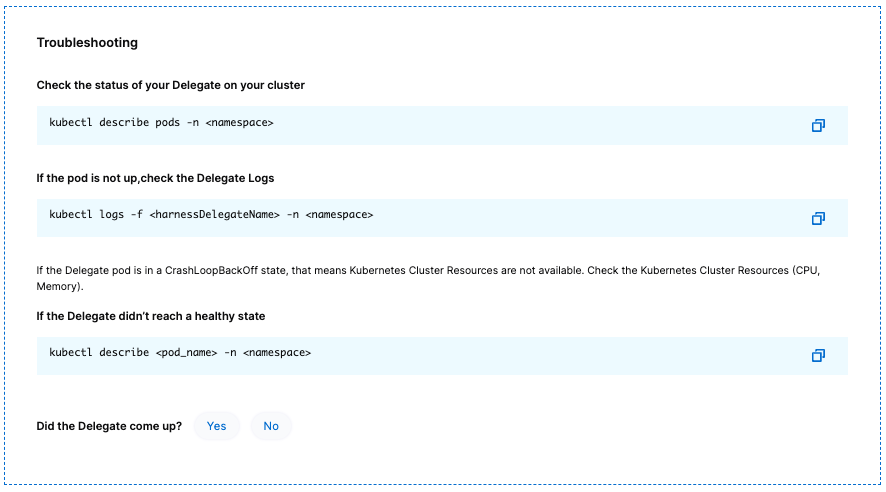 Troubleshooting
Check the status of your Delegate on your cluster
kubectl describe pods -n <namespace>
If the pod is not up,check the Delegate Logs
kubectl logs -f <harnessDelegateName> -n <namespace>
If the Delegate pod is in a CrashLoopBackOff state, that means Kubernetes Cluster Resources are not available. Check the Kubernetes Cluster Resources (CPU,
Memory).
If the Delegate didn’t reach a healthy state
kubectl describe <pod_name> -n <namespace>
Did the Delegate come up? Yes No